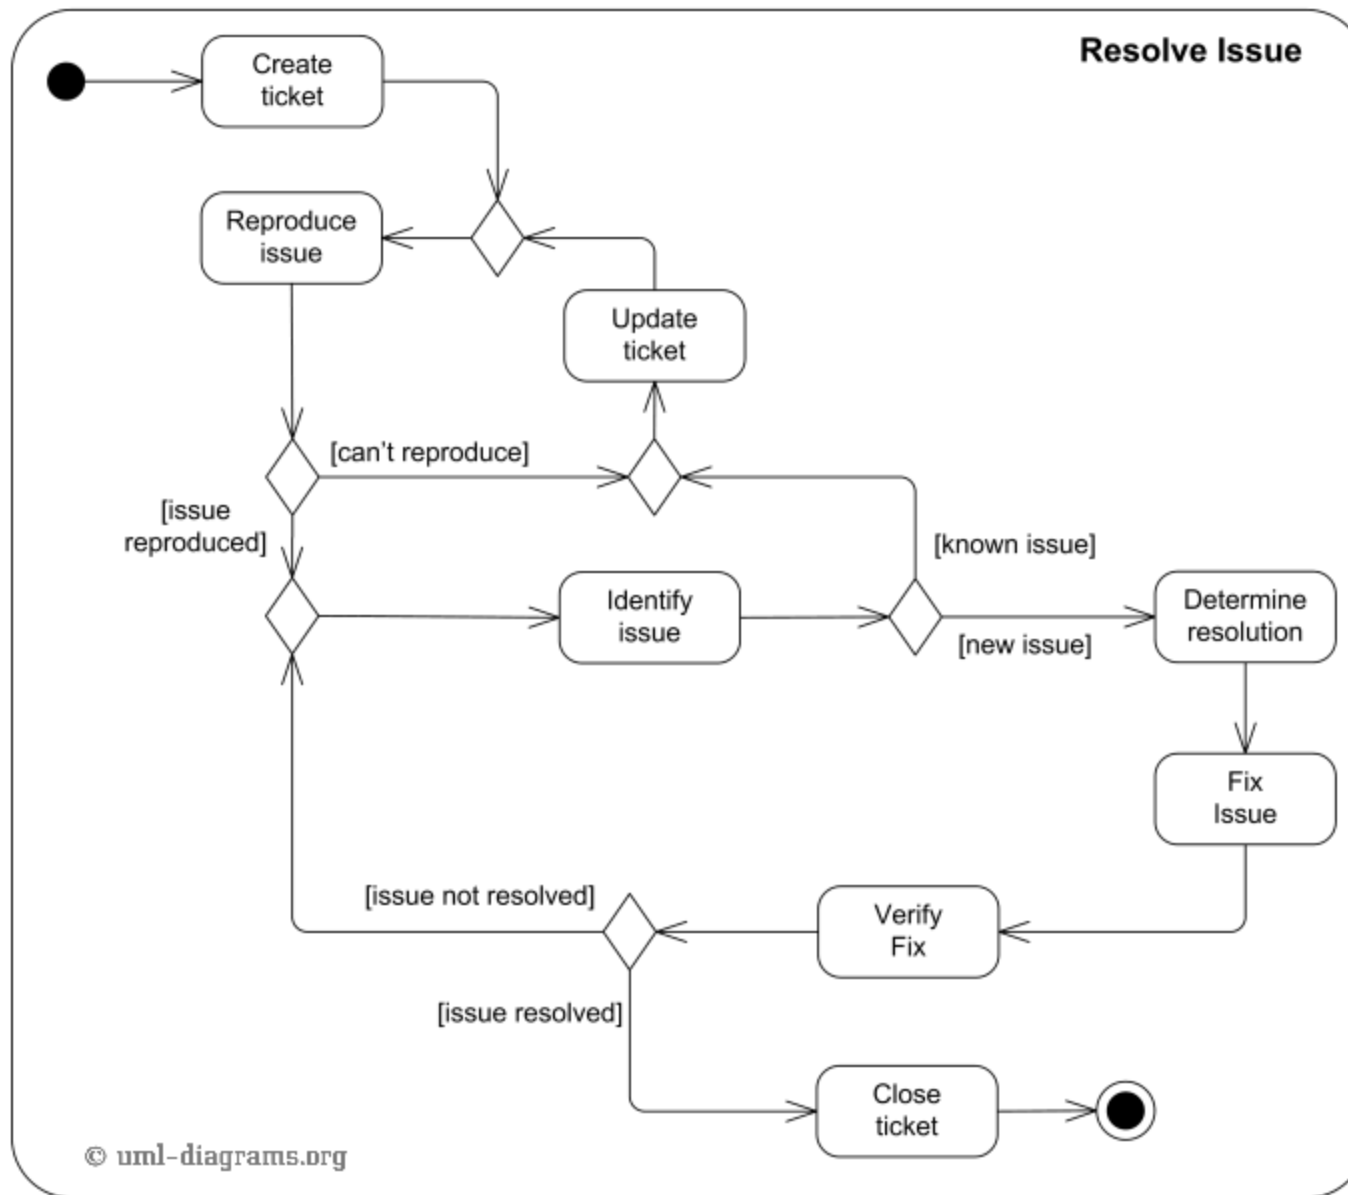 Resolve Issue
Create
ticket
Reproduce
issue
Update
ticket
[can't reproduce]
[issue
reproduced]
[known issue]
Identify
issue
[new issue]
Determine
resolution
Fix
Issue
[issue not resolved]
Verify
Fix
[issue resolved]
Close
ticket
© uml-diagrams.org